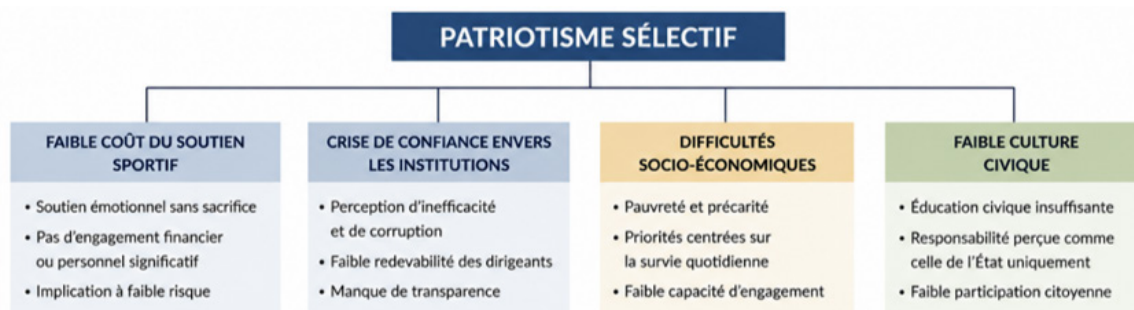 PATRIOTISME SÉLECTIF
FAIBLE COÛT DU SOUTIEN
SPORTIF
• Soutien émotionnel sans sacrifice
• Pas d’engagement financier
ou personnel significatif
• Implication à faible risque
CRISE DE CONFIANCE ENVERS
LES INSTITUTIONS
• Perception d’inefficacité
et de corruption
• Faible redevabilité des dirigeants
• Manque de transparence
DIFFICULTÉS
SOCIO-ÉCONOMIQUES
• Pauvreté et précarité
• Priorités centrées sur
la survie quotidienne
• Faible capacité d’engagement
FAIBLE CULTURE
CIVIQUE
• Éducation civique insuffisante
• Responsabilité perçue comme
celle de l’État uniquement
• Faible participation citoyenne